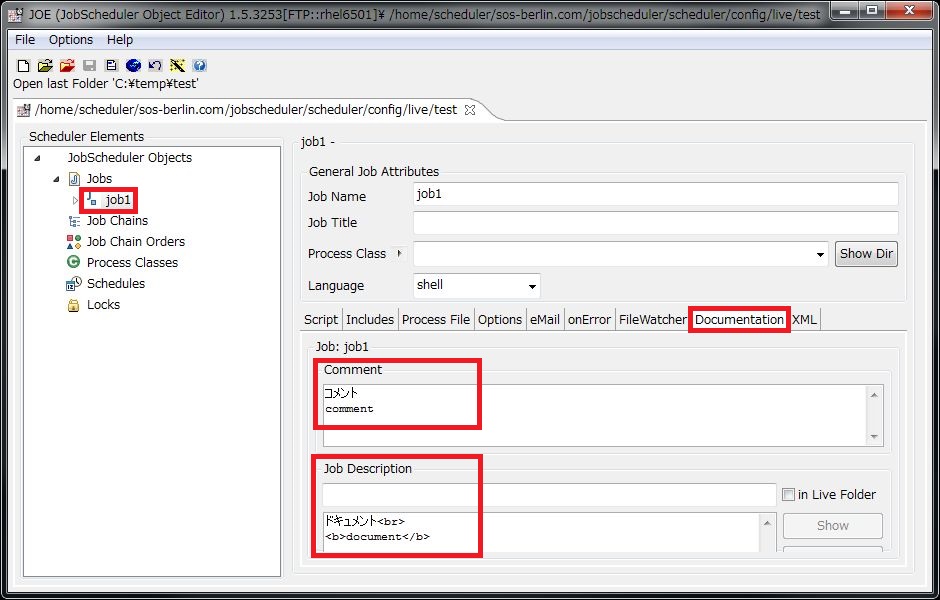 JOE (JobScheduler Object Editor) 1.5.3253[FTP::rhel6501]¥ /home/scheduler/sos-berlin.com/jobscheduler/scheduler/config/live/test
File Options Help
Open last Folder 'C:¥temp¥test'
/home/scheduler/sos-berlin.com/jobscheduler/scheduler/config/live/test
Scheduler Elements
JobScheduler Objects
Jobs
job1
Job Chains
Job Chain Orders
Process Classes
Schedules
Locks
job1 -
General Job Attributes
Job Name job1
Job Title
Process Class Show Dir
Language shell
Script Includes Process File Options eMail onError FileWatcher Documentation XML
Job: job1
Comment
コメント
comment
Job Description
in Live Folder
ドキュメント<br>
<b>document</b>
Show